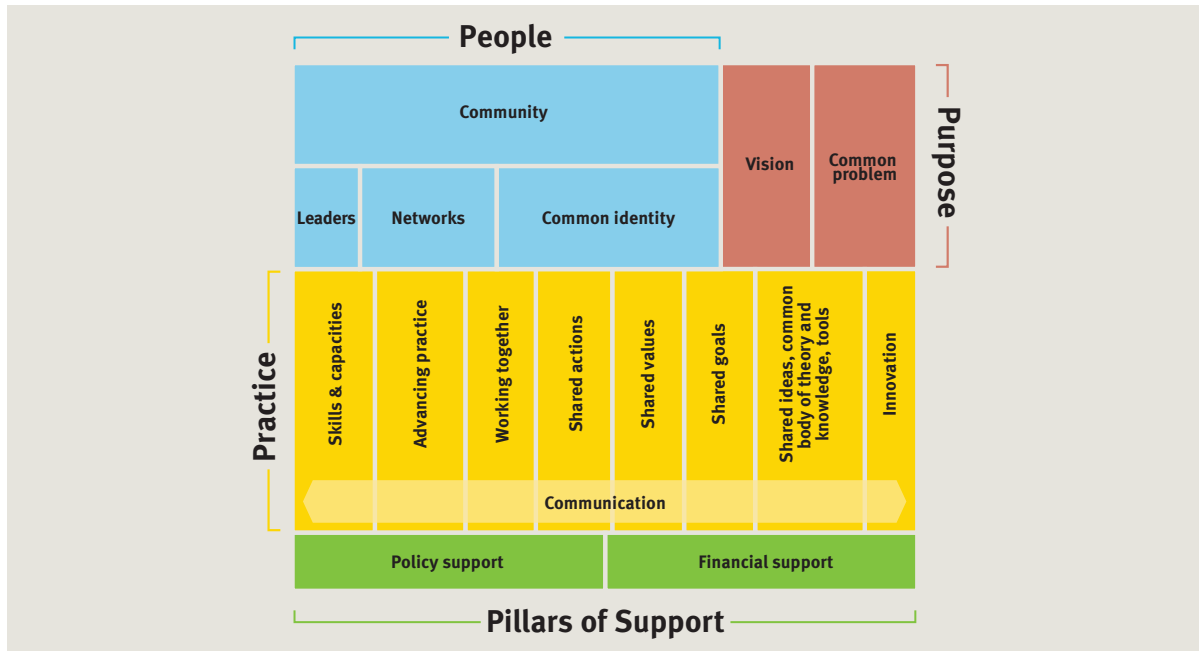 People
Community
Vision
Common
problem
Purpose
Leaders
Networks
Common identity
Practice
Skills & capacities
Advancing practice
Working together
Shared actions
Shared values
Shared goals
Shared ideas, common
body of theory and
knowledge, tools
Innovation
Communication
Policy support
Financial support
Pillars of Support